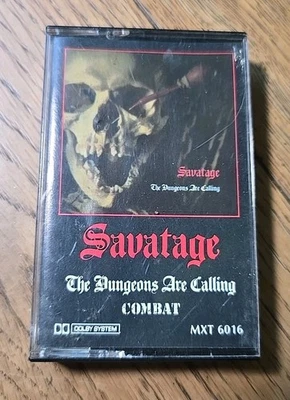 Savatage
The Dungeons Are Calling
Savatage
The Dungeons Are Calling
COMBAT
DOLBY SYSTEM
MXT 6016